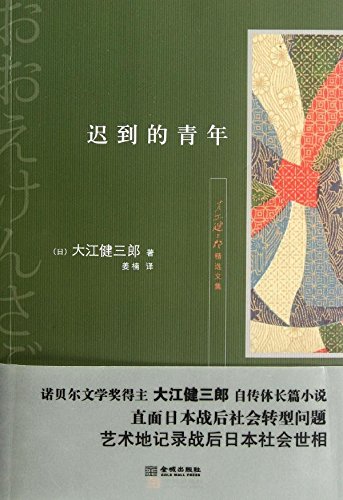 おおえけんざ
迟到的青年
(日) 大江健三郎 著
姜楠 译
大江健三郎
精选文集
诺贝尔文学奖得主 大江健三郎 自传体长篇小说
直面日本战后社会转型问题
艺术地记录战后日本社会世相
金城出版社
GOLD WALL PRESS